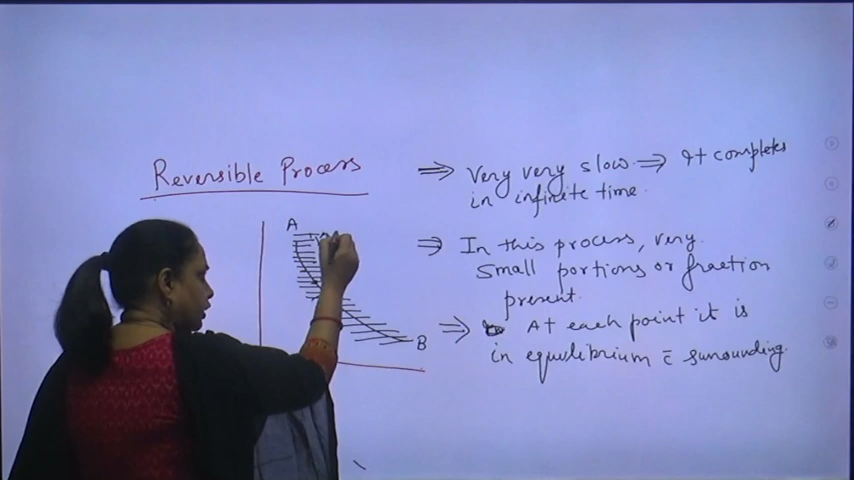 Reversible Process
⇒ Very very slow ⇒ It completes
in infinite time.
A
⇒ In this process, very
small portions or fraction
present.
⇒ At each point it is
in equilibrium c̄ surrounding.
B